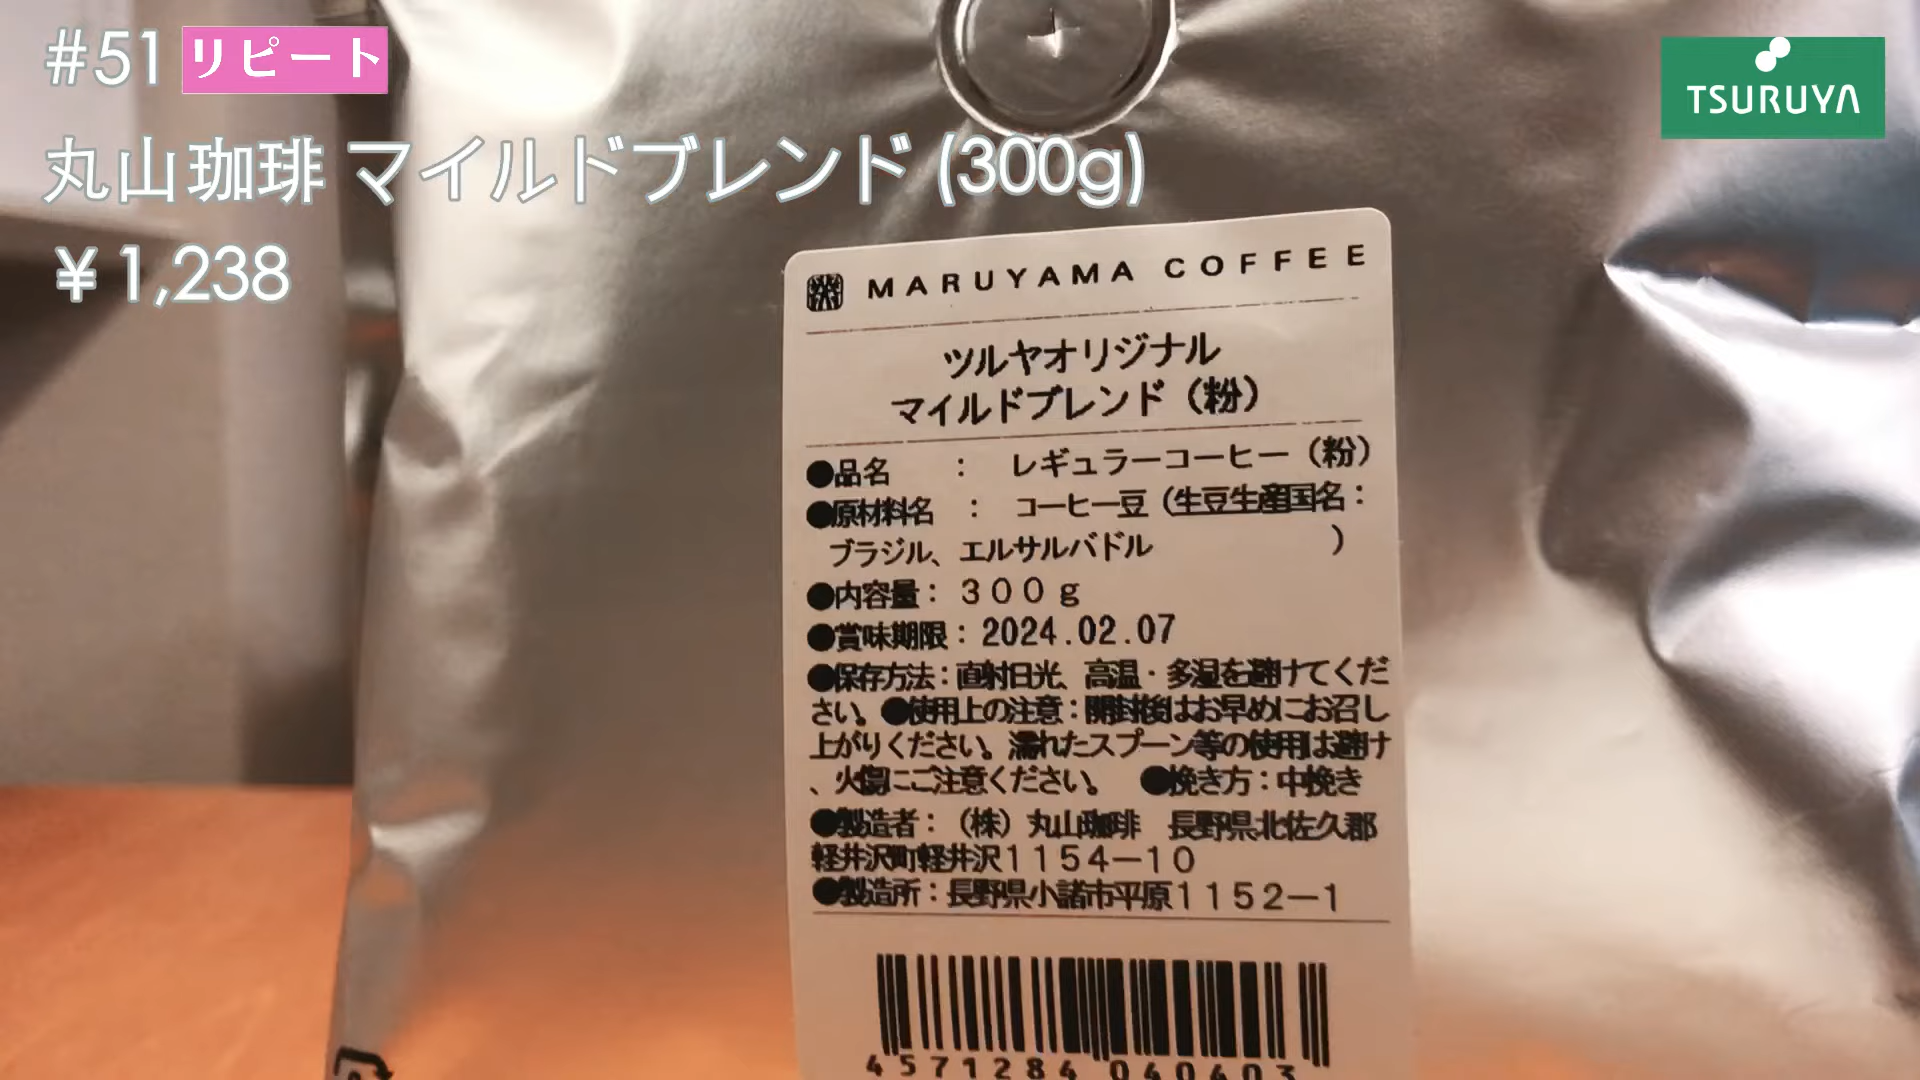 #51 リピート
TSURUYA
丸山珈琲 マイルドブレンド (300g)
¥1,238
MARUYAMA COFFEE
ツルヤオリジナル
マイルドブレンド（粉）
●品名　：　レギュラーコーヒー（粉）
●原材料名　：　コーヒー豆（生豆生産国名：
ブラジル、エルサルバドル　）
●内容量：３００ｇ
●賞味期限：2024.02.07
●保存方法：直射日光、高温・多湿を避けてくだ
さい。●使用上の注意：開封後はお早めにお召し
上がりください。濡れたスプーン等の使用は避け
、火傷にご注意ください。　●挽き方：中挽き
●製造者：（株）丸山珈琲　長野県北佐久郡
軽井沢町軽井沢１１５４－１０
●製造所：長野県小諸市平原１１５２－１
4571284 040403